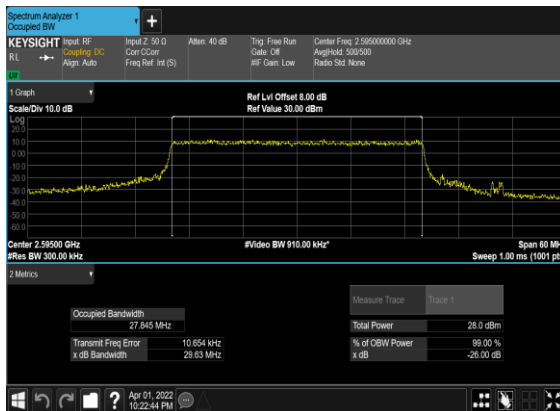 Spectrum Analyzer 1
Occupied BW
KEYSIGHT Input: RF Input Z: 50 Ω Atten: 40 dB Trig: Free Run Center Freq: 2.595000000 GHz
RL Coupling: DC Corr CCorr Gate: Off Avg|Hold: 500/500
Align: Auto Freq Ref: Int (S) #IF Gain: Low Radio Std: None
1 Graph
Ref Lvl Offset 8.00 dB
Scale/Div 10.0 dB Ref Value 30.00 dBm
Log
20.0
10.0
0.00
-10.0
-20.0
-30.0
-40.0
-50.0
-60.0
Center 2.59500 GHz #Video BW 910.00 kHz* Span 60 MH
#Res BW 300.00 kHz Sweep 1.00 ms (1001 pt
2 Metrics
Measure Trace Trace 1
Occupied Bandwidth
27.845 MHz Total Power 28.0 dBm
Transmit Freq Error 10.654 kHz % of OBW Power 99.00 %
x dB Bandwidth 29.63 MHz x dB -26.00 dB
Apr 01, 2022
10:22:44 PM